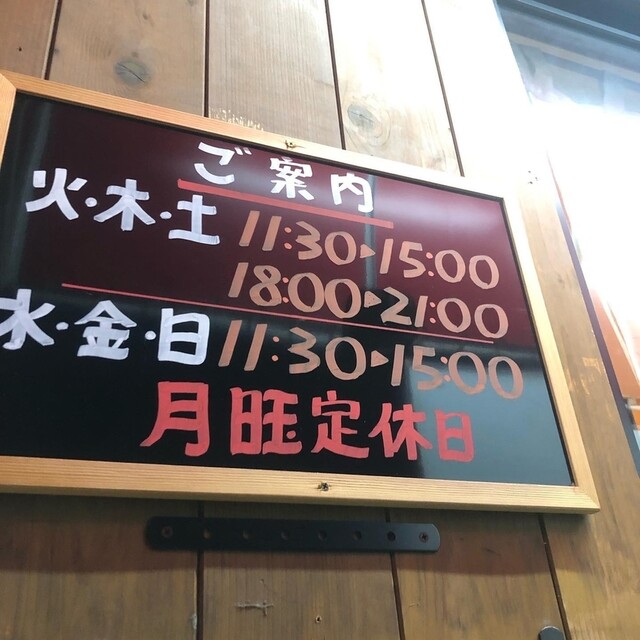 ご案内
火・木・土 11:30▶15:00
18:00▶21:00
水・金・日 11:30▶15:00
月旺定休日